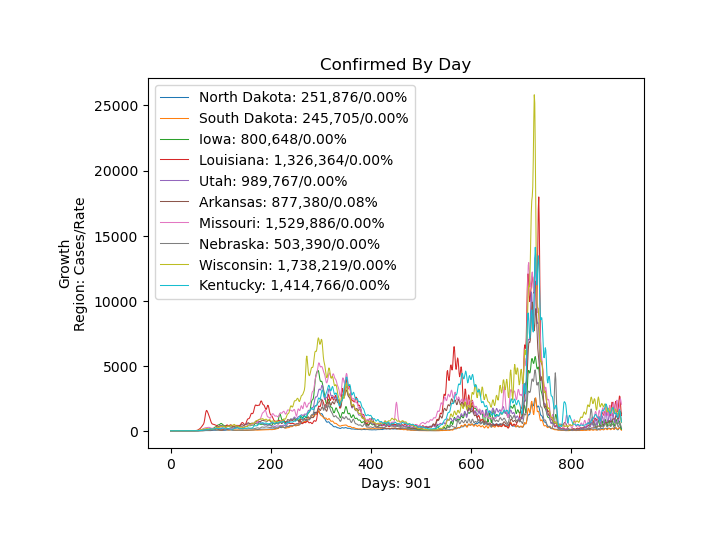 Confirmed By Day
25000
20000
15000
10000
5000
0
Growth
Region: Cases/Rate
North Dakota: 251,876/0.00%
South Dakota: 245,705/0.00%
Iowa: 800,648/0.00%
Louisiana: 1,326,364/0.00%
Utah: 989,767/0.00%
Arkansas: 877,380/0.08%
Missouri: 1,529,886/0.00%
Nebraska: 503,390/0.00%
Wisconsin: 1,738,219/0.00%
Kentucky: 1,414,766/0.00%
0 200 400 600 800
Days: 901